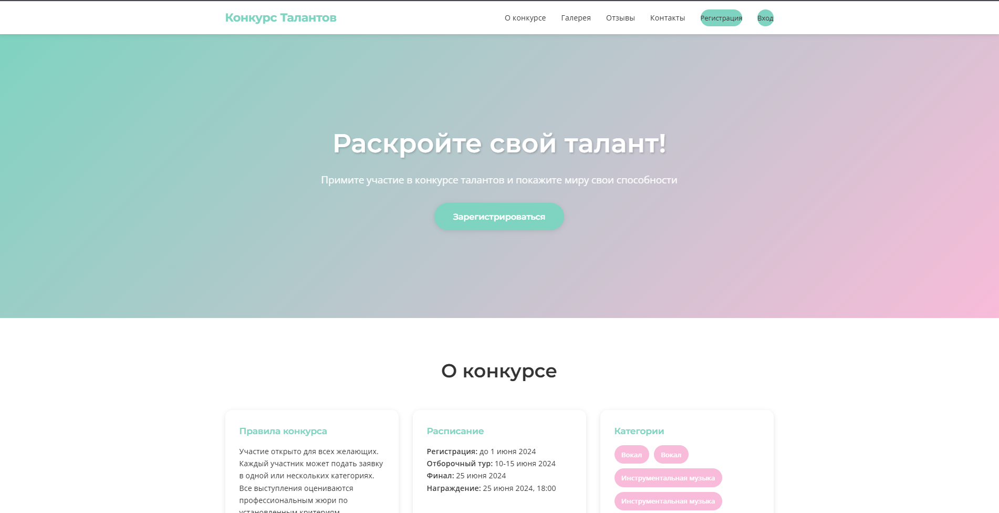 Конкурс Талантов
О конкурсе
Галерея
Отзывы
Контакты
Регистрация
Вход
Раскройте свой талант!
Примите участие в конкурсе талантов и покажите миру свои способности
Зарегистрироваться
О конкурсе
Правила конкурса
Участие открыто для всех желающих.
Каждый участник может подать заявку
в одной или нескольких категориях.
Все выступления оцениваются
профессиональным жюри по
установленным критериям
Расписание
Регистрация: до 1 июня 2024
Отборочный тур: 10-15 июня 2024
Финал: 25 июня 2024
Награждение: 25 июня 2024, 18:00
Категории
Вокал
Вокал
Инструментальная музыка
Инструментальная музыка